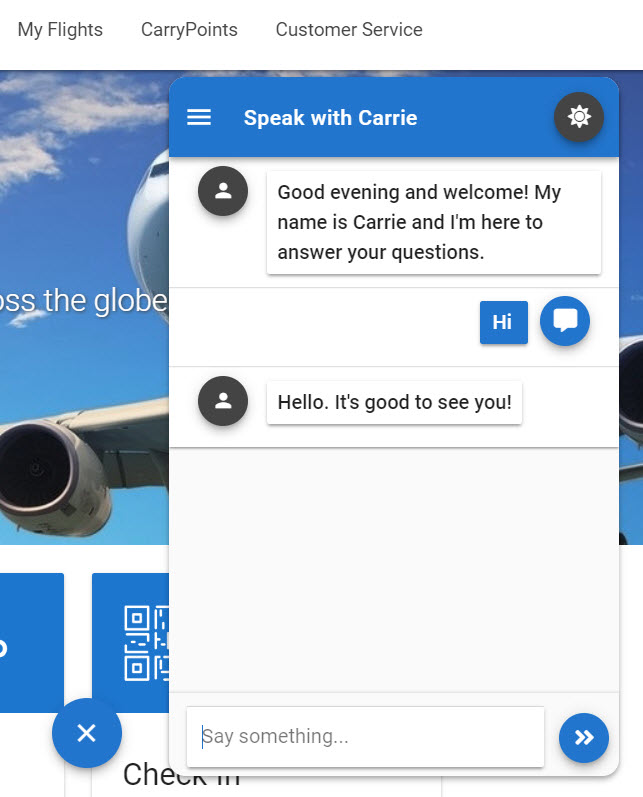 My Flights CarryPoints Customer Service
Speak with Carrie
Good evening and welcome! My
name is Carrie and I'm here to
answer your questions.
oss the globe
Hi
Hello. It's good to see you!
Say something...
Check In